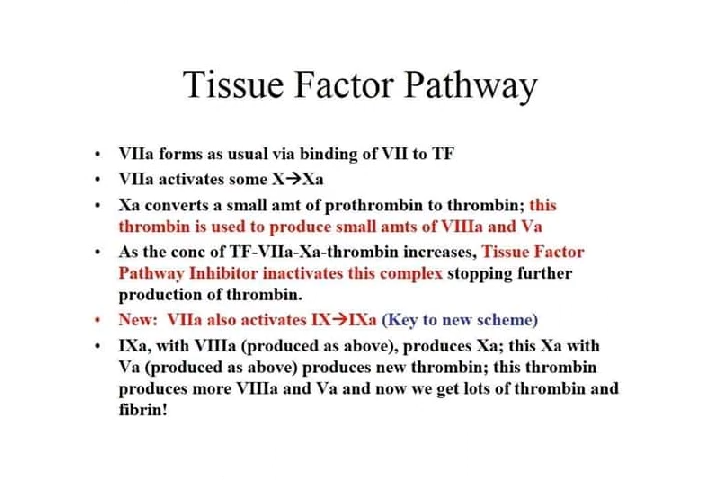 Tissue Factor Pathway
• VIIa forms as usual via binding of VII to TF
• VIIa activates some X→Xa
• Xa converts a small amt of prothrombin to thrombin; this
thrombin is used to produce small amts of VIIIa and Va
• As the conc of TF-VIIa-Xa-thrombin increases, Tissue Factor
Pathway Inhibitor inactivates this complex stopping further
production of thrombin.
• New: VIIa also activates IX→IXa (Key to new scheme)
• IXa, with VIIIa (produced as above), produces Xa; this Xa with
Va (produced as above) produces new thrombin; this thrombin
produces more VIIIa and Va and now we get lots of thrombin and
fibrin!